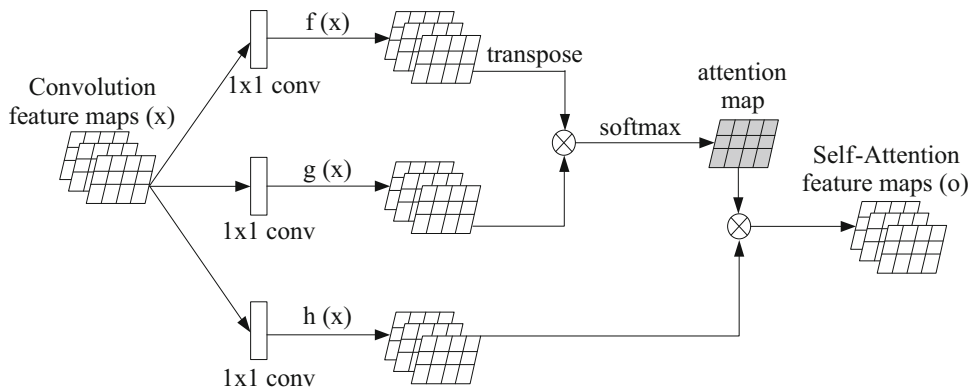 f (x)
transpose
1x1 conv
Convolution
feature maps (x)
attention
map
softmax
g (x)
1x1 conv
Self-Attention
feature maps (o)
h (x)
1x1 conv